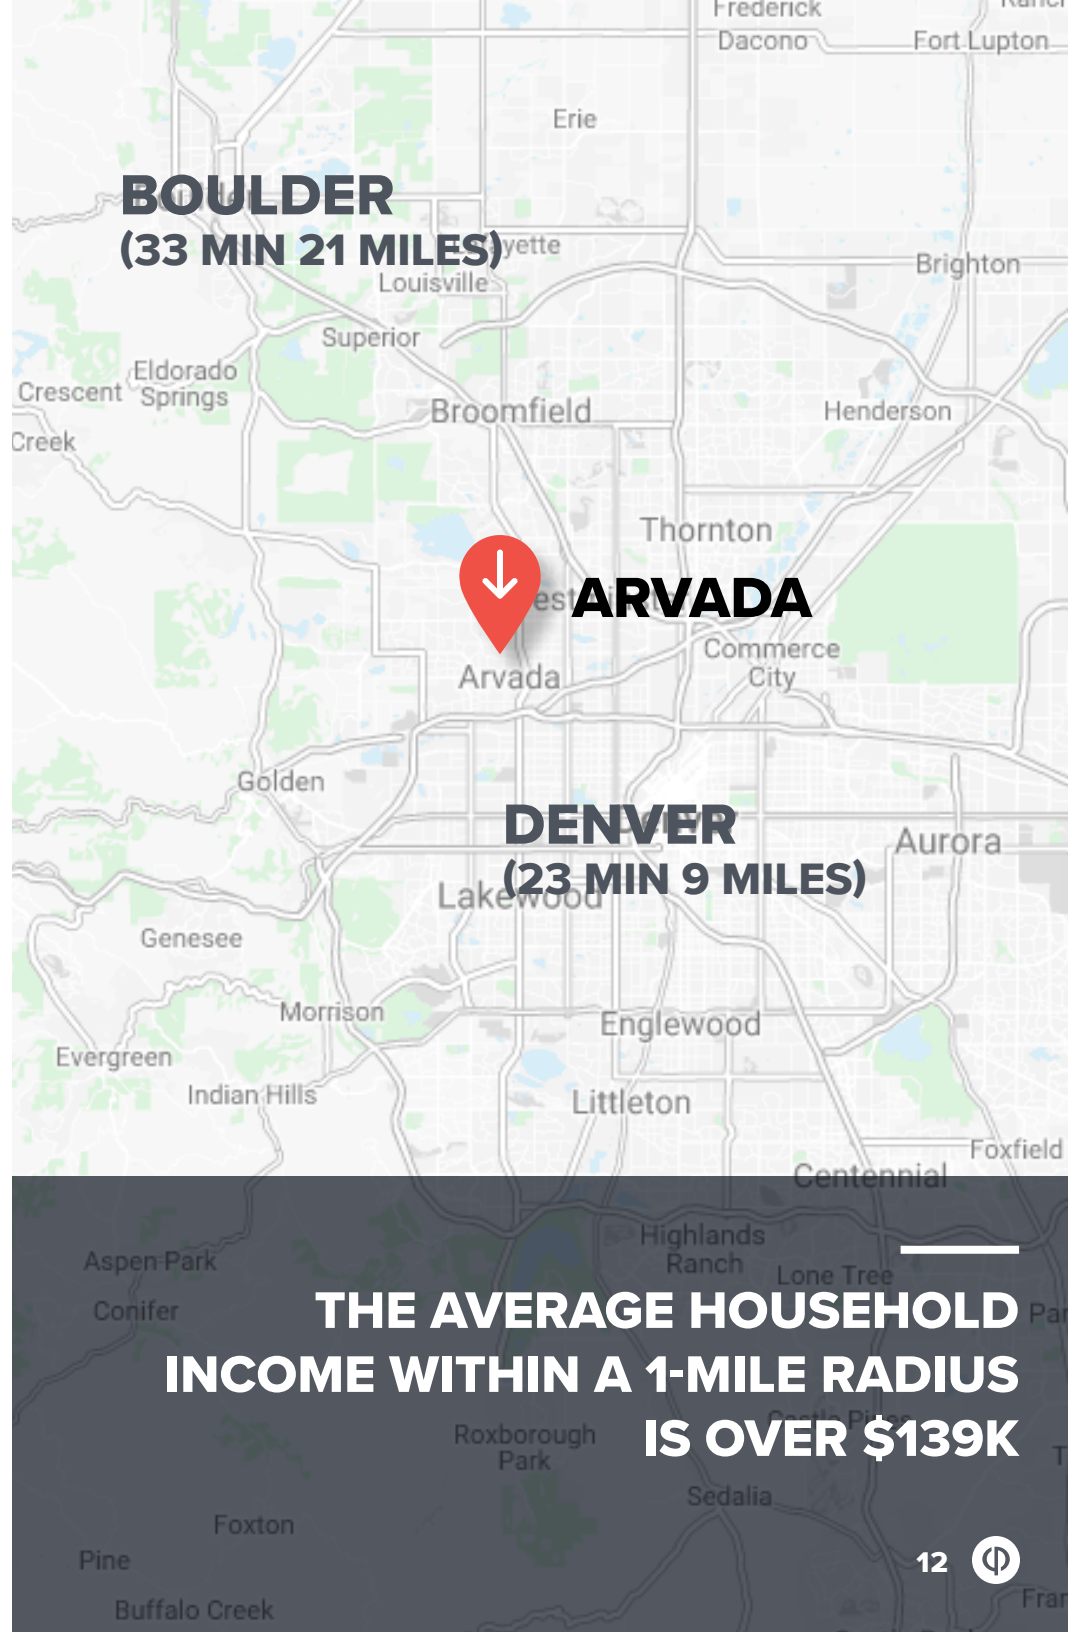 Frederick
Dacono
Fort Lupton
Erie
BOULDER
(33 MIN 21 MILES)
Louisville
Brighton
Superior
Eldorado
Springs
Crescent
Broomfield
Henderson
Creek
Thornton
ARVADA
Commerce
City
Arvada
Golden
DENVER
(23 MIN 9 MILES)
Aurora
Lakewood
Genesee
Morrison
Englewood
Evergreen
Indian Hills
Littleton
Foxfield
Centennial
Highlands
Ranch
Aspen Park
Lone Tree
Conifer
THE AVERAGE HOUSEHOLD
INCOME WITHIN A 1-MILE RADIUS
IS OVER $139K
Castle Pines
Roxborough
Park
Sedalia
Foxton
Pine
12
Buffalo Creek